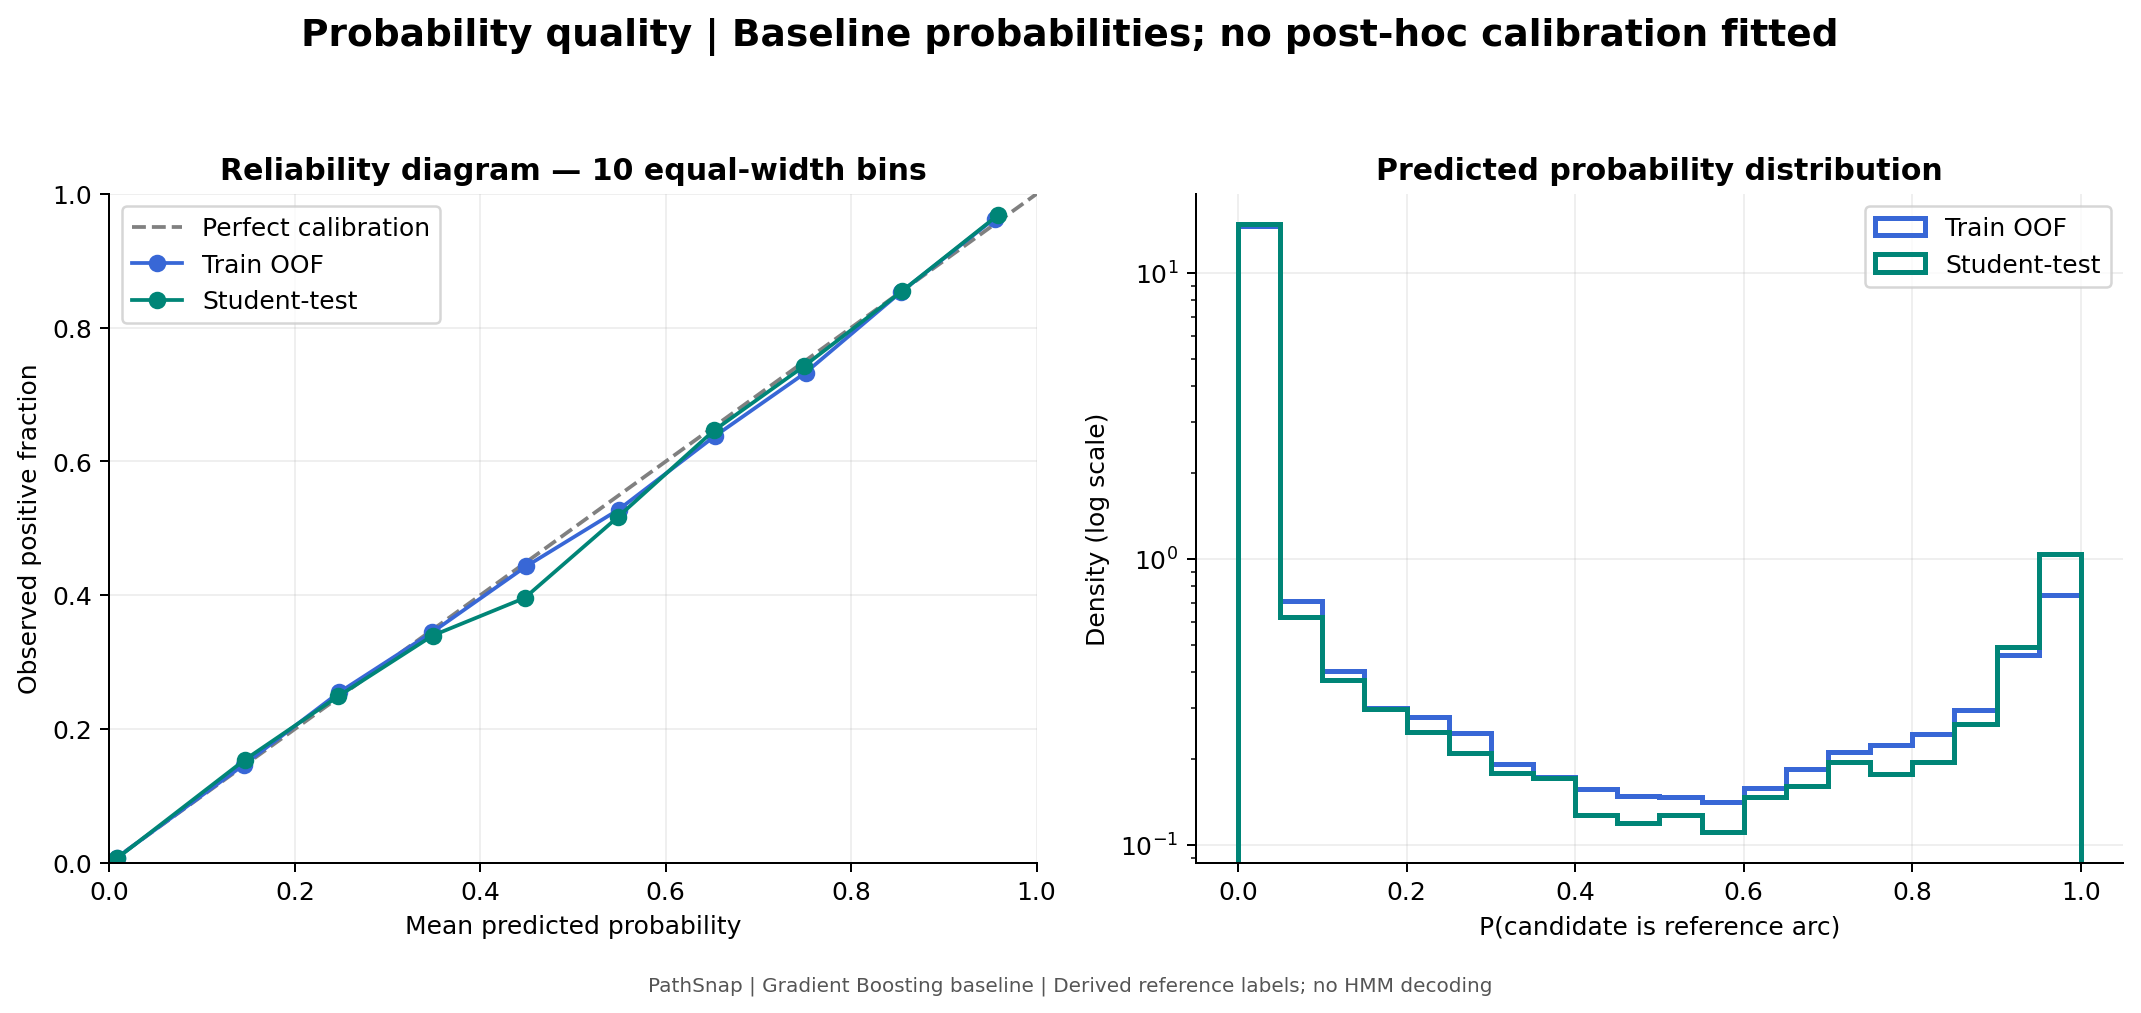 Probability quality | Baseline probabilities; no post-hoc calibration fitted
Reliability diagram — 10 equal-width bins
Perfect calibration
Train OOF
Student-test
Observed positive fraction
1.0
0.8
0.6
0.4
0.2
0.0
0.0 0.2 0.4 0.6 0.8 1.0
Mean predicted probability
Predicted probability distribution
Train OOF
Student-test
Density (log scale)
10¹
10⁰
10⁻¹
0.0 0.2 0.4 0.6 0.8 1.0
P(candidate is reference arc)
PathSnap | Gradient Boosting baseline | Derived reference labels; no HMM decoding